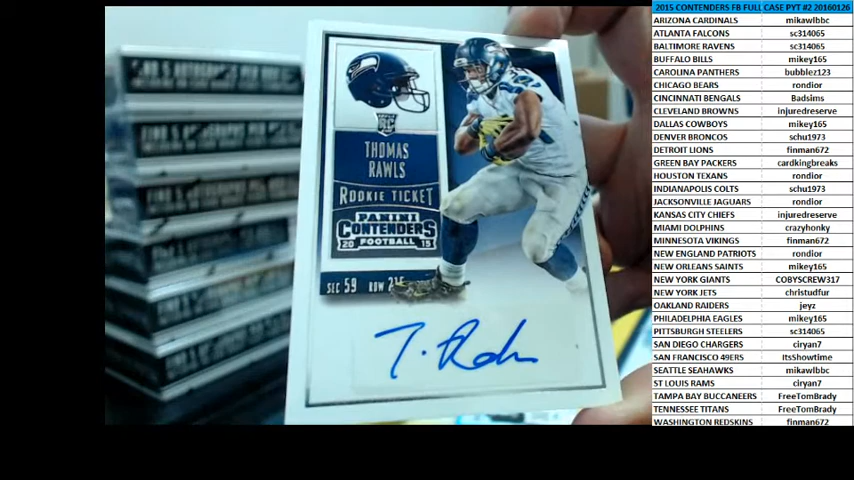 THOMAS
RAWLS
ROOKIE TICKET
PANINI
CONTENDERS
20 FOOTBALL 15
SEC 59 ROW
2015 CONTENDERS FB FULL CASE PYT #2 20160126
ARIZONA CARDINALS mikawlbbc
ATLANTA FALCONS sc314065
BALTIMORE RAVENS sc314065
BUFFALO BILLS mikey165
CAROLINA PANTHERS bubblez123
CHICAGO BEARS rondior
CINCINNATI BENGALS Badsims
CLEVELAND BROWNS injuredreserve
DALLAS COWBOYS mikey165
DENVER BRONCOS schu1973
DETROIT LIONS finman672
GREEN BAY PACKERS cardkingbreaks
HOUSTON TEXANS rondior
INDIANAPOLIS COLTS schu1973
JACKSONVILLE JAGUARS rondior
KANSAS CITY CHIEFS injuredreserve
MIAMI DOLPHINS crazyhonky
MINNESOTA VIKINGS finman672
NEW ENGLAND PATRIOTS rondior
NEW ORLEANS SAINTS mikey165
NEW YORK GIANTS COBYSCREW317
NEW YORK JETS christudfur
OAKLAND RAIDERS jeyz
PHILADELPHIA EAGLES mikey165
PITTSBURGH STEELERS sc314065
SAN DIEGO CHARGERS ciryan7
SAN FRANCISCO 49ERS ItsShowtime
SEATTLE SEAHAWKS mikawlbbc
ST LOUIS RAMS ciryan7
TAMPA BAY BUCCANEERS FreeTomBrady
TENNESSEE TITANS FreeTomBrady
WASHINGTON REDSKINS finman672